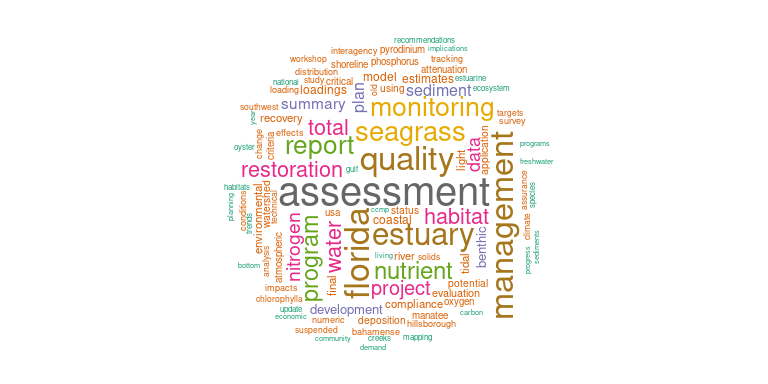 recommendations
interagency pyrodinium implications
workshop shoreline phosphorus tracking
distribution model attenuation
national study critical old using estimates estuarine
loading loadings plan sediment ecosystem
southwest summary monitoring targets
year recovery total seagrass survey
change criteria effects report data application programs
oyster restoration gulf quality light freshwater
habitats assessment management assurance species
planning conditions trends environmental watershed technical usa florida ccmp status coastal habitat climate
nitrogen program water estuary benthic progress sediments
analysis atmospheric living river solids tidal
bottom final nutrient
impacts project potential
chlorophylla evaluation
update development compliance oxygen
economic numeric deposition manatee carbon
suspended bahamense hillsborough
community creeks mapping
demand